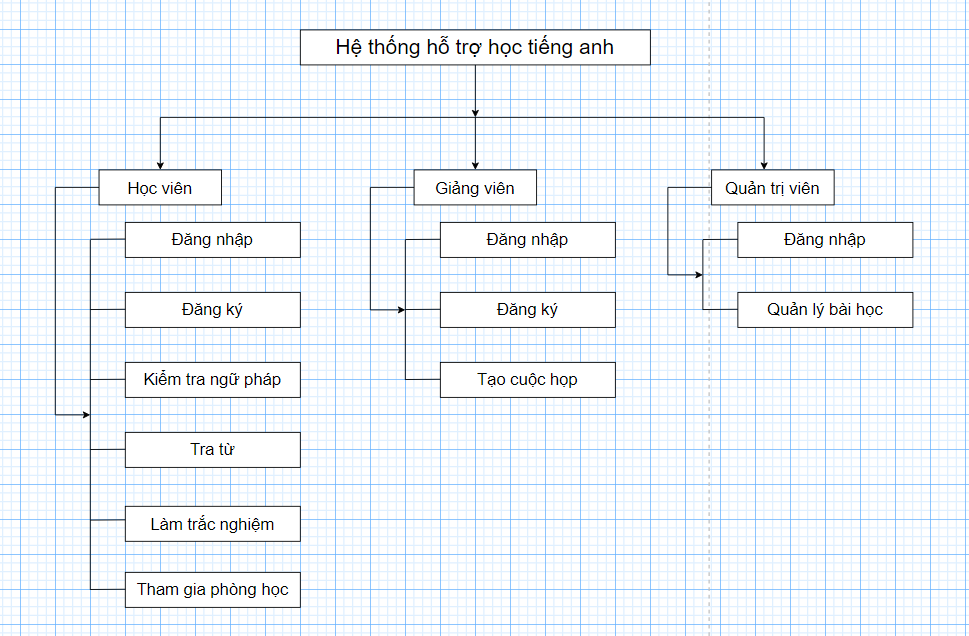 Hệ thống hỗ trợ học tiếng anh
Học viên
Đăng nhập
Đăng ký
Kiểm tra ngữ pháp
Tra từ
Làm trắc nghiệm
Tham gia phòng học
Giảng viên
Đăng nhập
Đăng ký
Tạo cuộc họp
Quản trị viên
Đăng nhập
Quản lý bài học